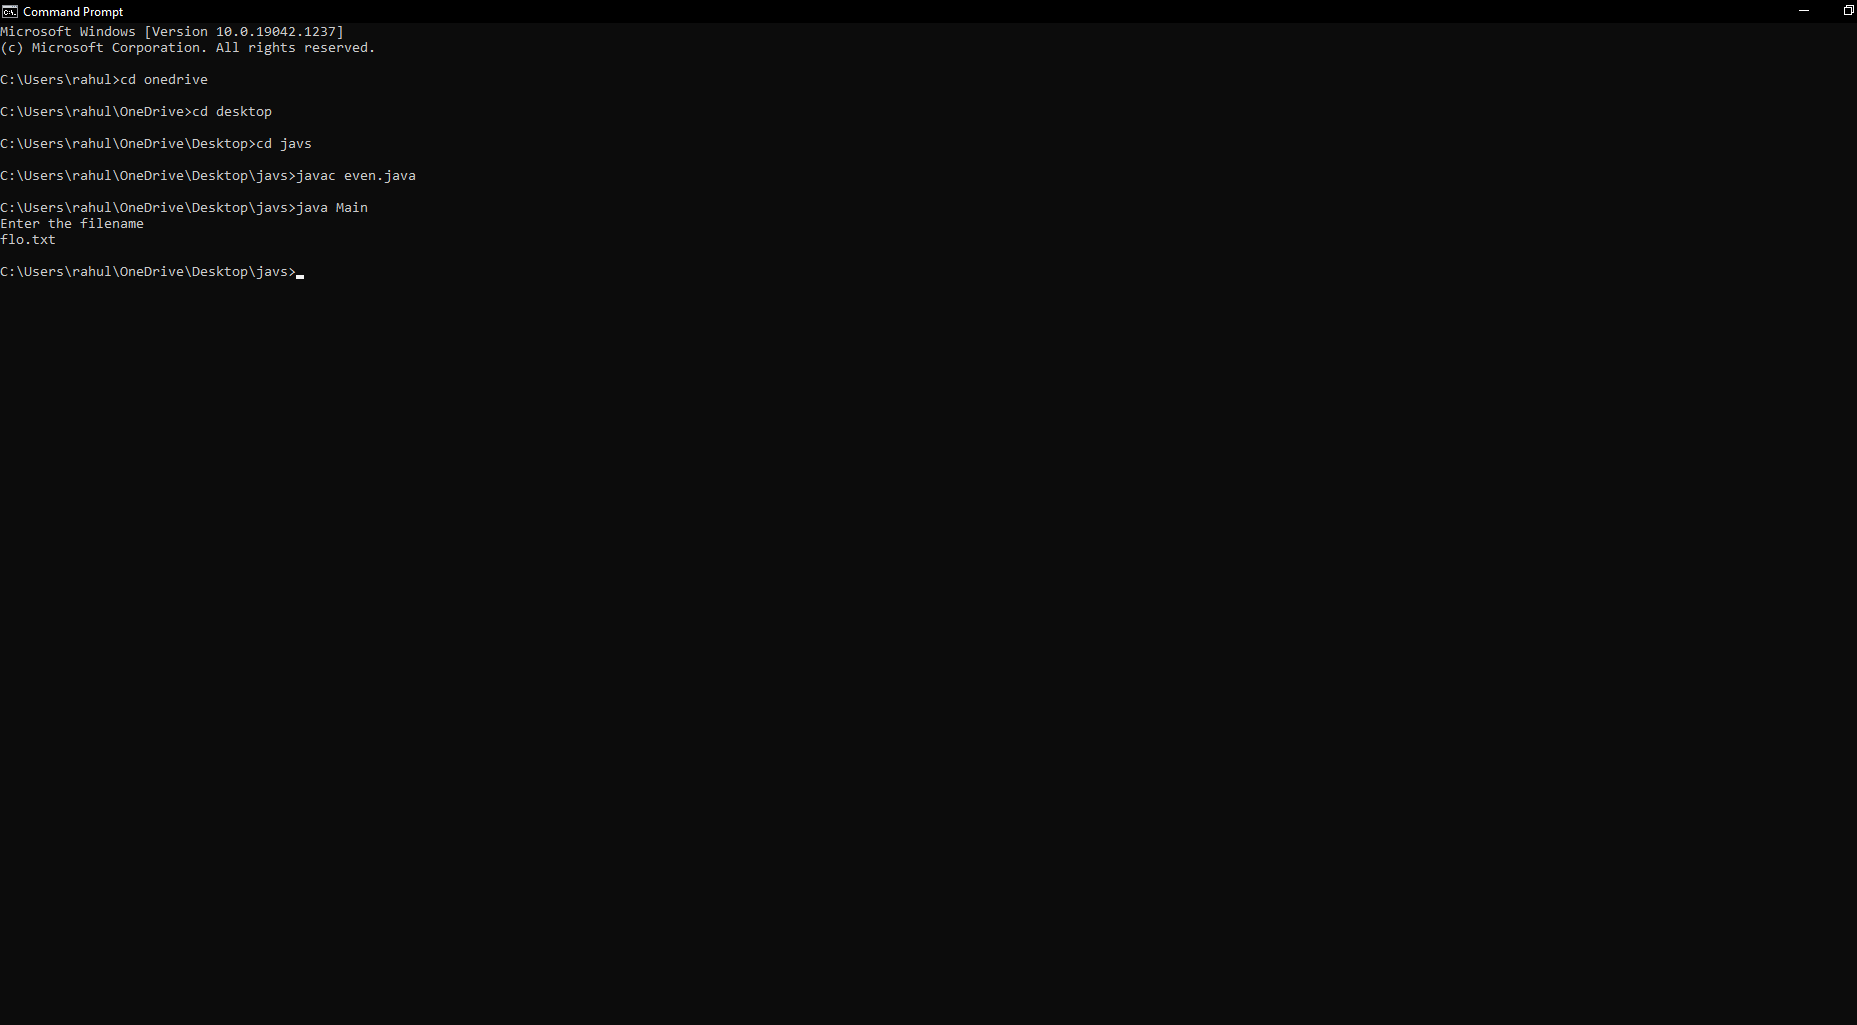 Command Prompt
Microsoft Windows [Version 10.0.19042.1237]
(c) Microsoft Corporation. All rights reserved.
C:\Users\rahul>cd onedrive
C:\Users\rahul\OneDrive>cd desktop
C:\Users\rahul\OneDrive\Desktop>cd javs
C:\Users\rahul\OneDrive\Desktop\javs>javac even.java
C:\Users\rahul\OneDrive\Desktop\javs>java Main
Enter the filename
flo.txt
C:\Users\rahul\OneDrive\Desktop\javs>